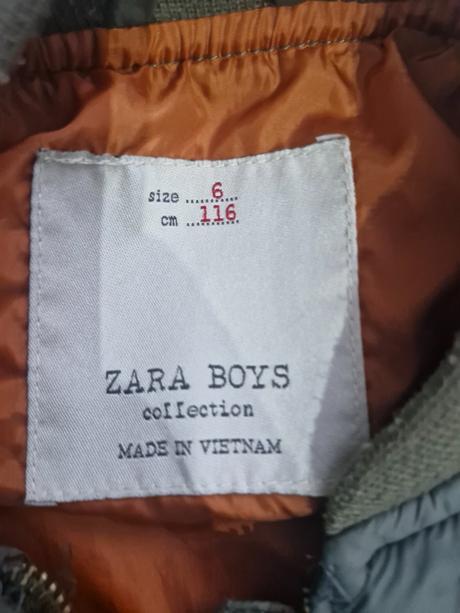 size 6
cm 116
ZARA BOYS
collection
MADE IN VIETNAM